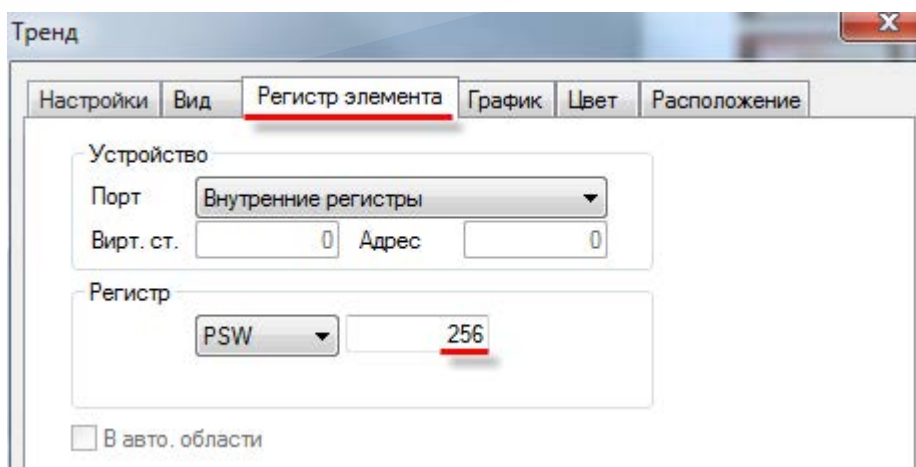 Тренд
Настройки Вид Регистр элемента График Цвет Расположение
Устройство
Порт Внутренние регистры
Вирт. ст. 0 Адрес 0
Регистр
PSW 256
В авто. области